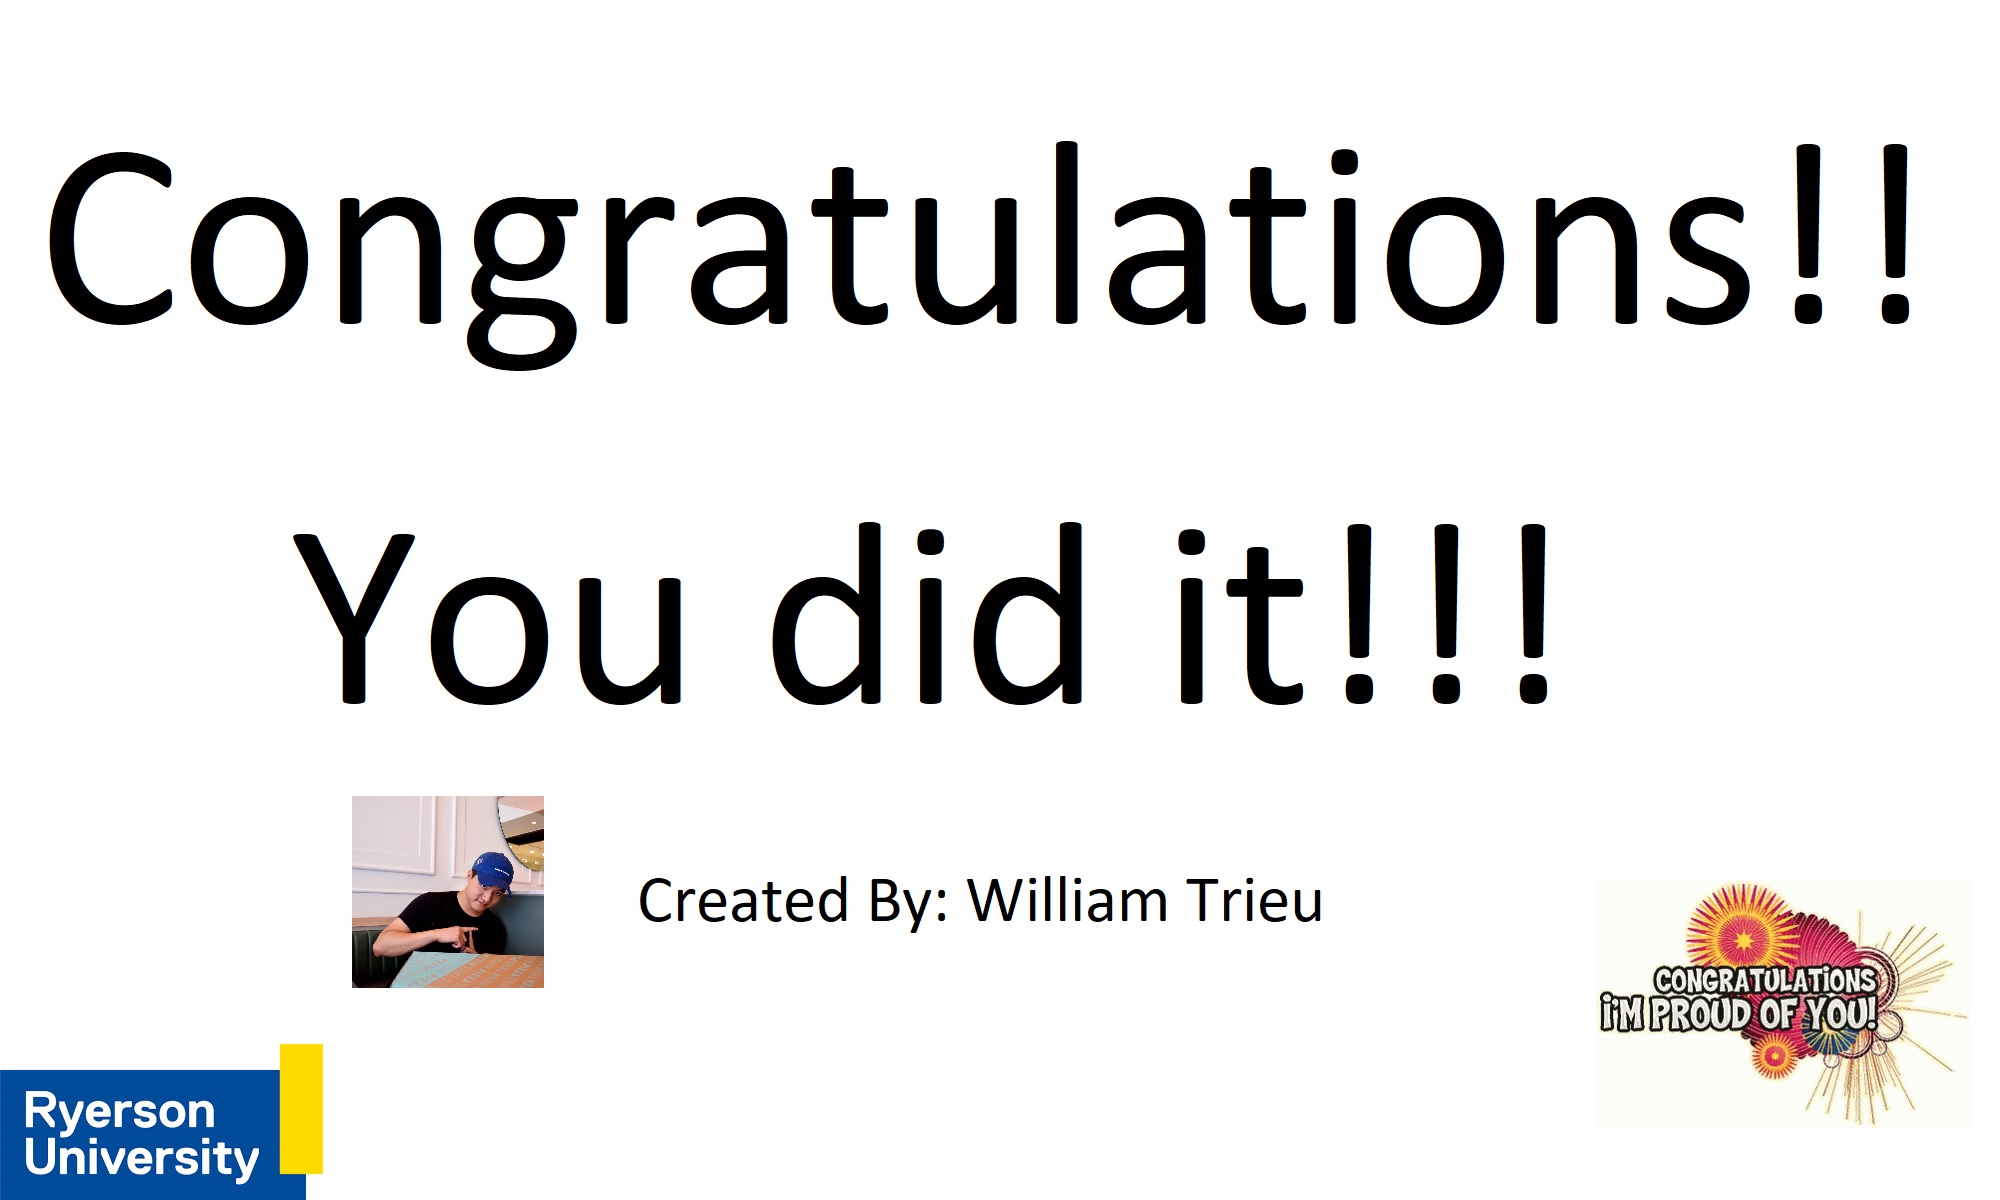 Congratulations!!
You did it!!!
Created By: William Trieu
CONGRATULATiONS
i'M PROUD OF YOU!
Ryerson
University